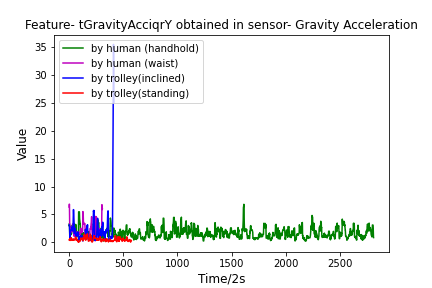 Feature- tGravityAcciqrY obtained in sensor- Gravity Acceleration
by human (handhold)
by human (waist)
by trolley(inclined)
by trolley(standing)
Value
35
30
25
20
15
10
5
0
0 500 1000 1500 2000 2500
Time/2s